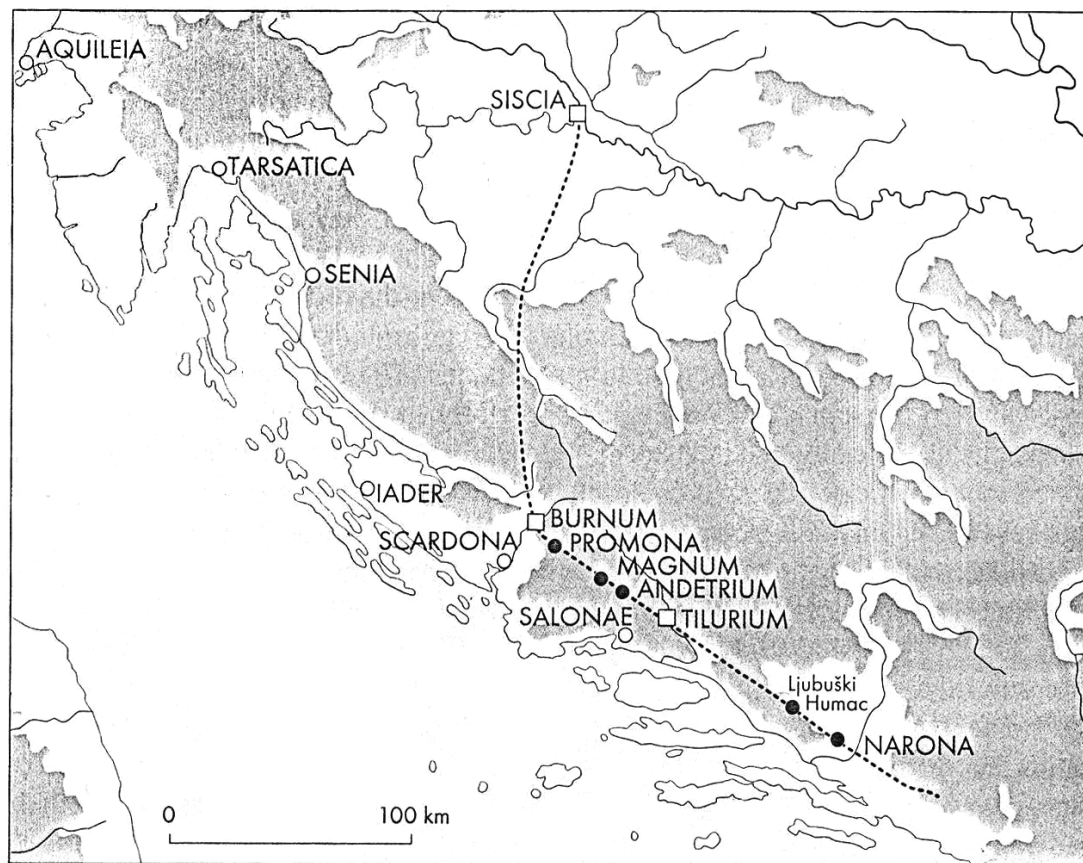 AQUILEIA
SISCIA
TARSATICA
SENIA
IADER
BURNUM
SCARDONA
PROMONA
MAGNUM
ANDETRIUM
SALONAE
TILURIUM
Ljubuški
Humac
NARONA
0 100 km